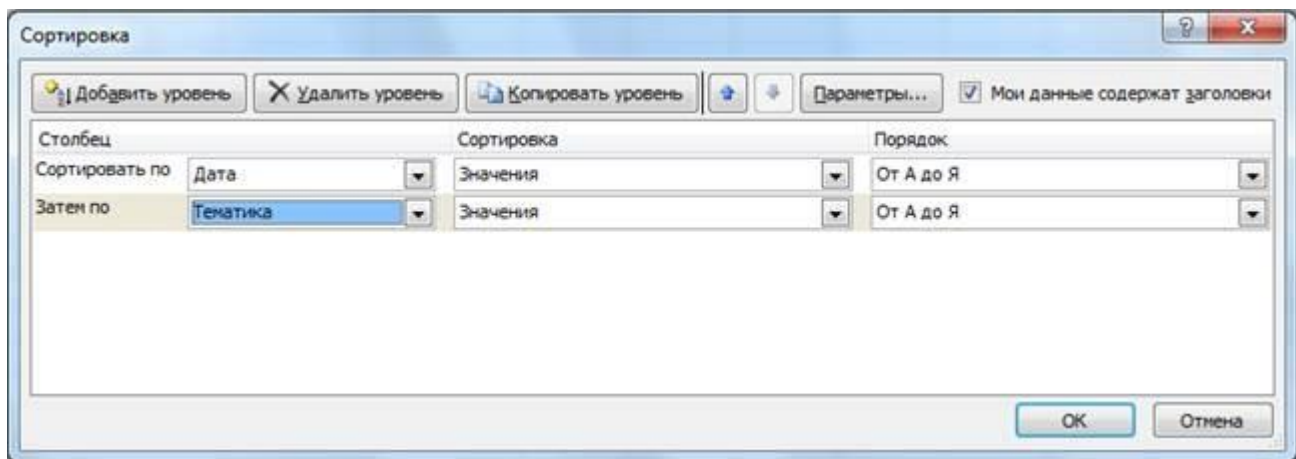 Сортировка
Добавить уровень Удалить уровень Копировать уровень Параметры... Мои данные содержат заголовки
Столбец Сортировка Порядок
Сортировать по Дата Значения От А до Я
Затем по Тематика Значения От А до Я
ОК Отмена